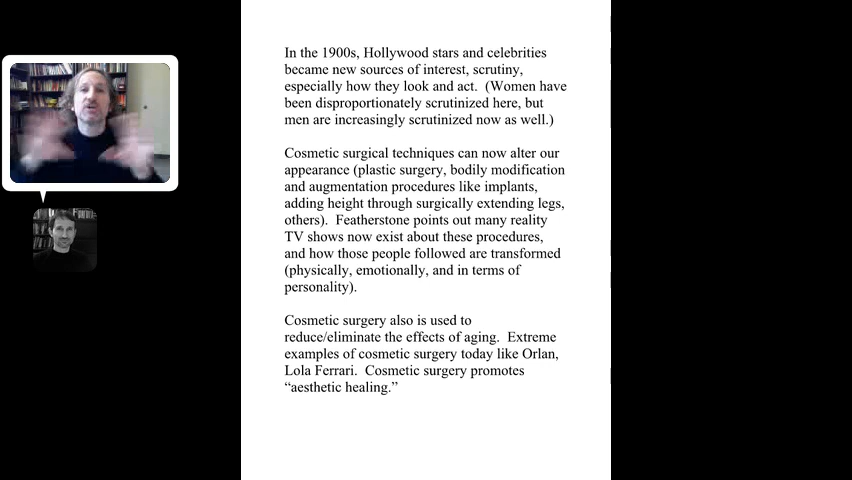 In the 1900s, Hollywood stars and celebrities
became new sources of interest, scrutiny,
especially how they look and act.  (Women have
been disproportionately scrutinized here, but
men are increasingly scrutinized now as well.)
Cosmetic surgical techniques can now alter our
appearance (plastic surgery, bodily modification
and augmentation procedures like implants,
adding height through surgically extending legs,
others).  Featherstone points out many reality
TV shows now exist about these procedures,
and how those people followed are transformed
(physically, emotionally, and in terms of
personality).
Cosmetic surgery also is used to
reduce/eliminate the effects of aging.  Extreme
examples of cosmetic surgery today like Orlan,
Lola Ferrari.  Cosmetic surgery promotes
“aesthetic healing.”